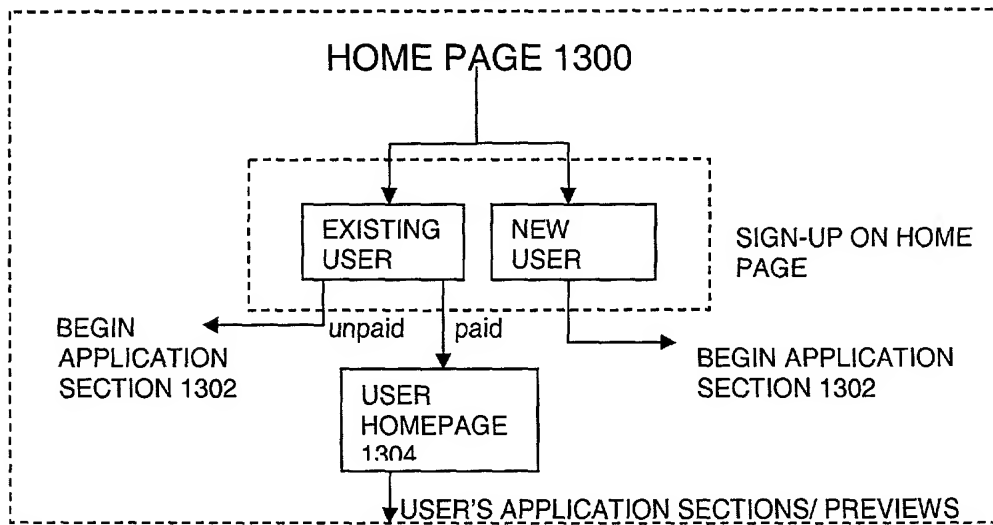 HOME PAGE 1300
EXISTING
USER
NEW
USER
SIGN-UP ON HOME
PAGE
unpaid
paid
BEGIN
APPLICATION
SECTION 1302
BEGIN APPLICATION
SECTION 1302
USER
HOMEPAGE
1304
USER'S APPLICATION SECTIONS/ PREVIEWS